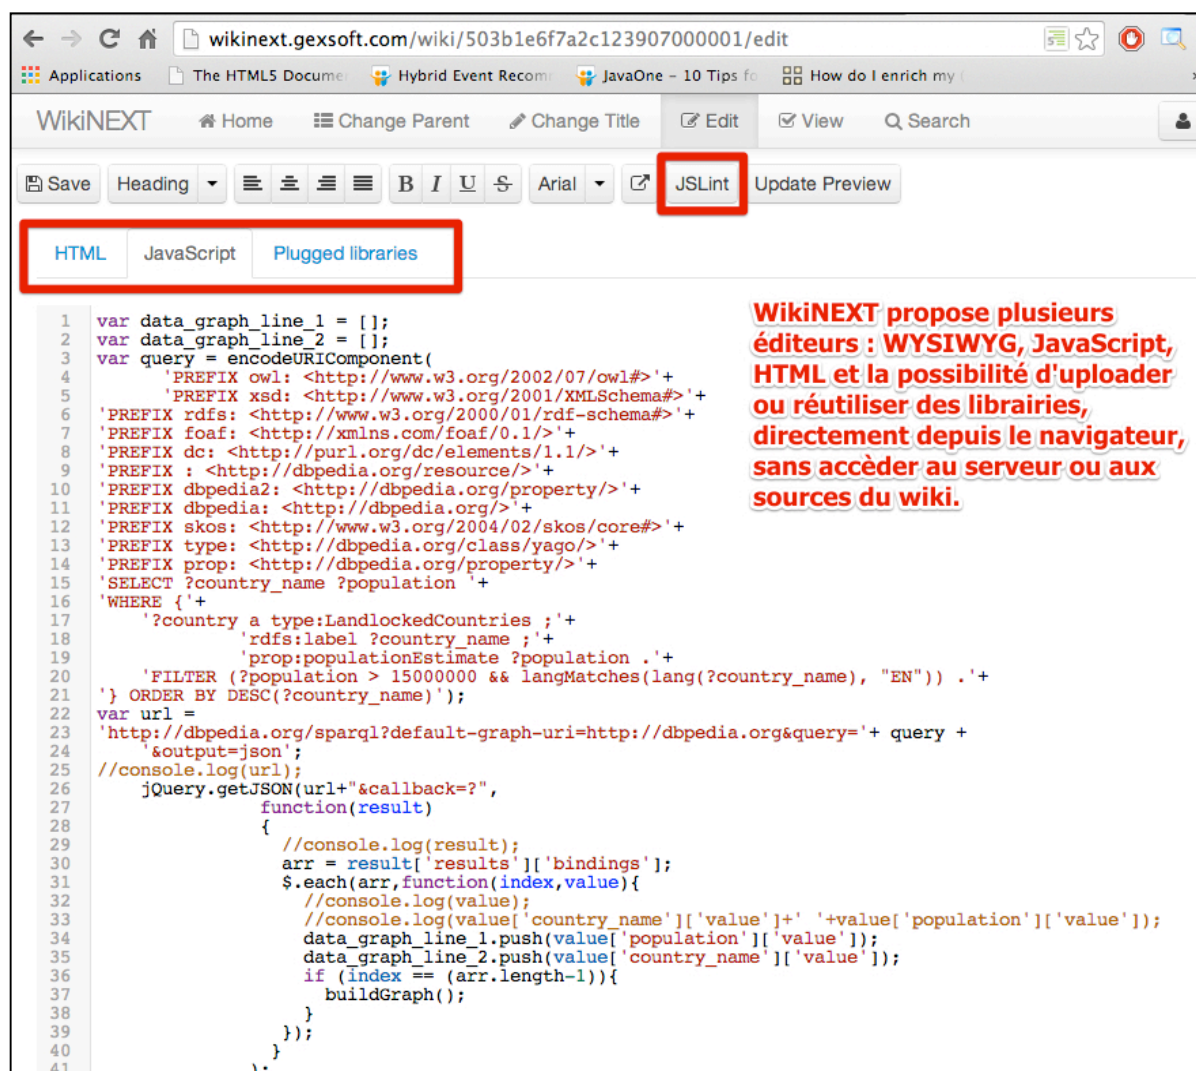 wikinext.gexsoft.com/wiki/503b1e6f7a2c123907000001/edit
Applications The HTML5 Docume Hybrid Event Recom JavaOne – 10 Tips fo How do I enrich my
WikiNEXT Home Change Parent Change Title Edit View Search
Save Heading B I U S Arial JSLint Update Preview
HTML JavaScript Plugged libraries
WikiNEXT propose plusieurs
éditeurs : WYSIWYG, JavaScript,
HTML et la possibilité d'uploader
ou réutiliser des librairies,
directement depuis le navigateur,
sans accèder au serveur ou aux
sources du wiki.
1 var data_graph_line_1 = [];
2 var data_graph_line_2 = [];
3 var query = encodeURIComponent(
4 'PREFIX owl: <http://www.w3.org/2002/07/owl#>'+
5 'PREFIX xsd: <http://www.w3.org/2001/XMLSchema#>'+
6 'PREFIX rdfs: <http://www.w3.org/2000/01/rdf-schema#>'+
7 'PREFIX foaf: <http://xmlns.com/foaf/0.1/>'+
8 'PREFIX dc: <http://purl.org/dc/elements/1.1/>'+
9 'PREFIX : <http://dbpedia.org/resource/>'+
10 'PREFIX dbpedia2: <http://dbpedia.org/property/>'+
11 'PREFIX dbpedia: <http://dbpedia.org/>'+
12 'PREFIX skos: <http://www.w3.org/2004/02/skos/core#>'+
13 'PREFIX type: <http://dbpedia.org/class/yago/>'+
14 'PREFIX prop: <http://dbpedia.org/property/>'+
15 'SELECT ?country_name ?population '+
16 'WHERE {'+
17 '?country a type:LandlockedCountries ;'+
18 'rdfs:label ?country_name ;'+
19 'prop:populationEstimate ?population .'+
20 'FILTER (?population > 15000000 && langMatches(lang(?country_name), "EN")) .'+
21 '} ORDER BY DESC(?country_name)');
22 var url =
23 'http://dbpedia.org/sparql?default-graph-uri=http://dbpedia.org&query='+ query +
24 '&output=json';
25 //console.log(url);
26 jQuery.getJSON(url+"&callback=?",
27 function(result)
28 {
29 //console.log(result);
30 arr = result['results']['bindings'];
31 $.each(arr,function(index,value){
32 //console.log(value);
33 //console.log(value['country_name']['value']+' '+value['population']['value']);
34 data_graph_line_1.push(value['population']['value']);
35 data_graph_line_2.push(value['country_name']['value']);
36 if (index == (arr.length-1)){
37 buildGraph();
38 }
39 });
40 }
41 );